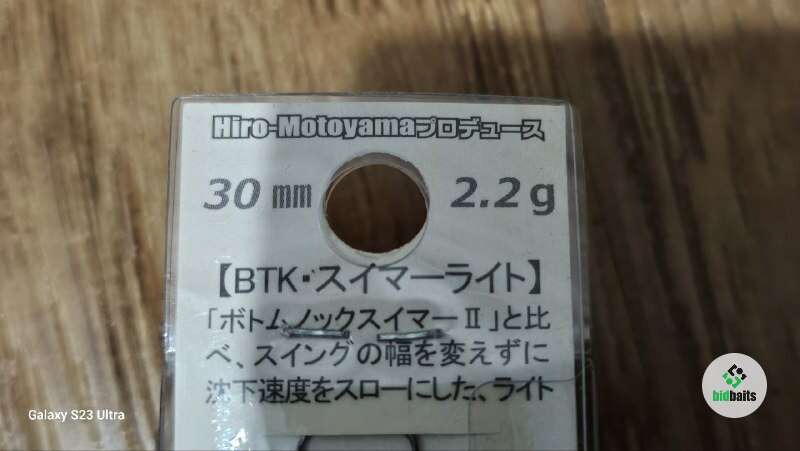 Hiro-Motoyamaプロデュース
30㎜ 2.2g
【BTK・スイマーライト】
「ボトムノックスイマーⅡ」と比
べ、スイングの幅を変えずに
沈下速度をスローにした、ライト
Galaxy S23 Ultra
bidbaits